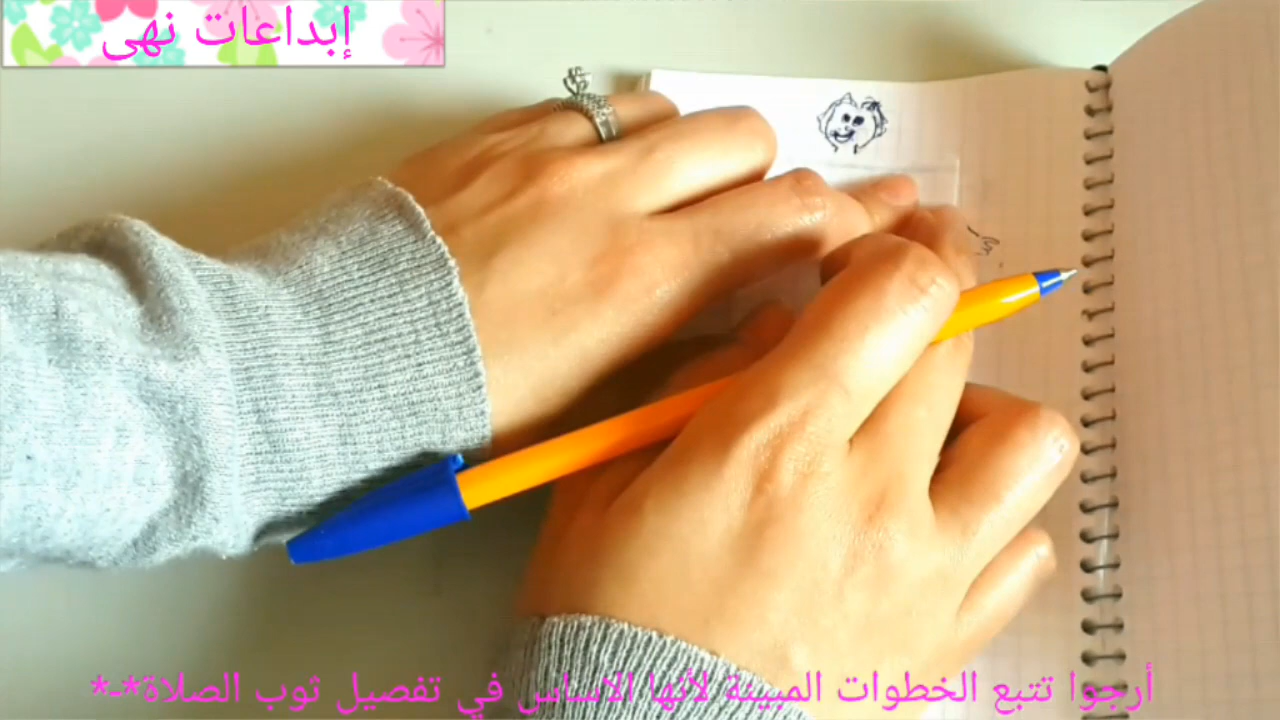 إبداعات نهى
أرجوا تتبع الخطوات المبينة لأنها الاساس في تفصيل ثوب الصلاة*-*